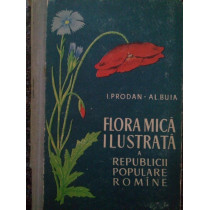 I. PRODAN - AL. BUIA
FLORA MICĂ
ILUSTRATĂ
A
REPUBLICII
POPULARE
ROMÎNE